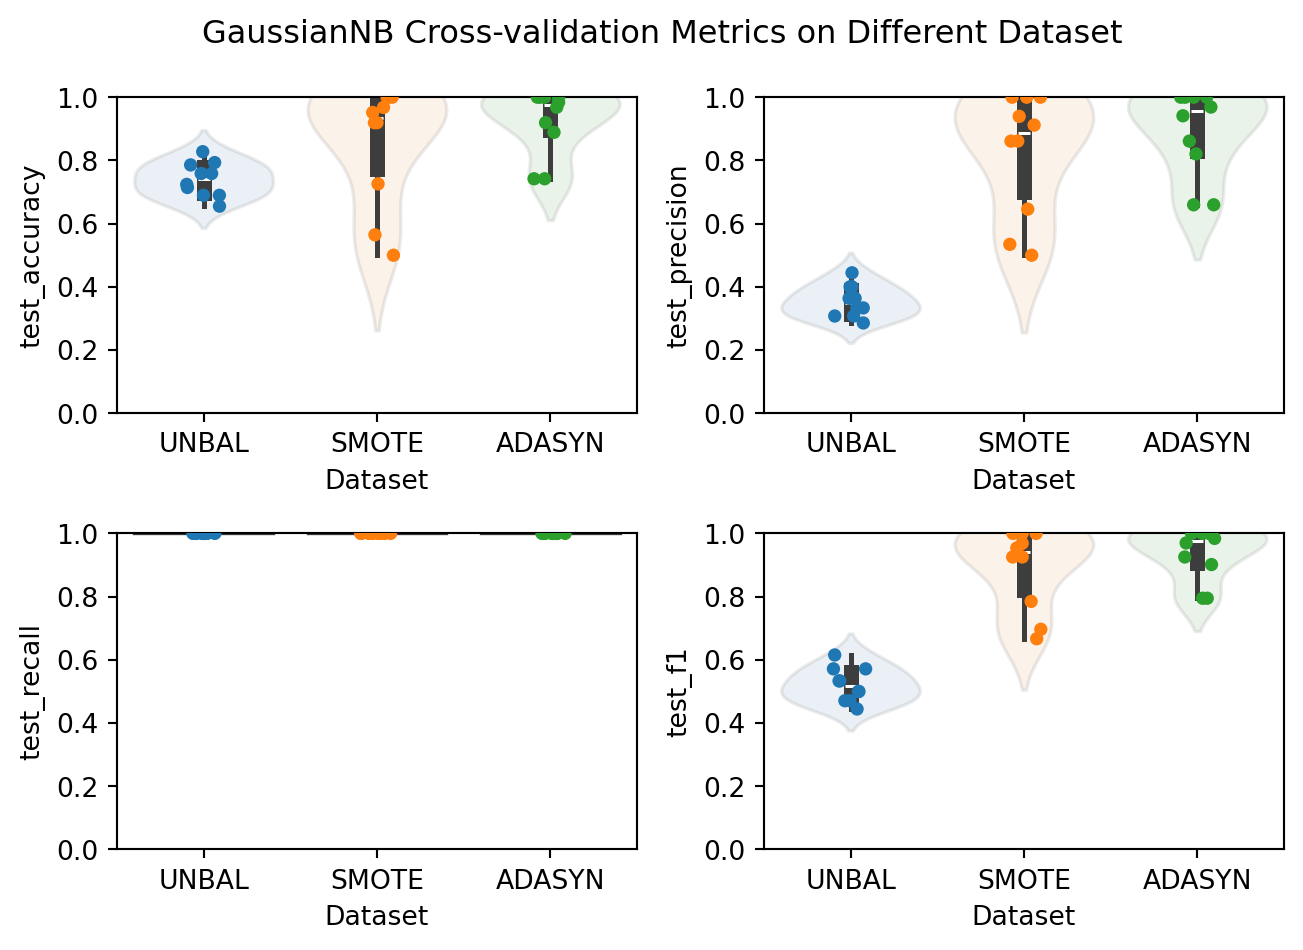 GaussianNB Cross-validation Metrics on Different Dataset
test_accuracy
1.0
0.8
0.6
0.4
0.2
0.0
UNBAL SMOTE ADASYN
Dataset
test_precision
1.0
0.8
0.6
0.4
0.2
0.0
UNBAL SMOTE ADASYN
Dataset
test_recall
1.0
0.8
0.6
0.4
0.2
0.0
UNBAL SMOTE ADASYN
Dataset
test_f1
1.0
0.8
0.6
0.4
0.2
0.0
UNBAL SMOTE ADASYN
Dataset